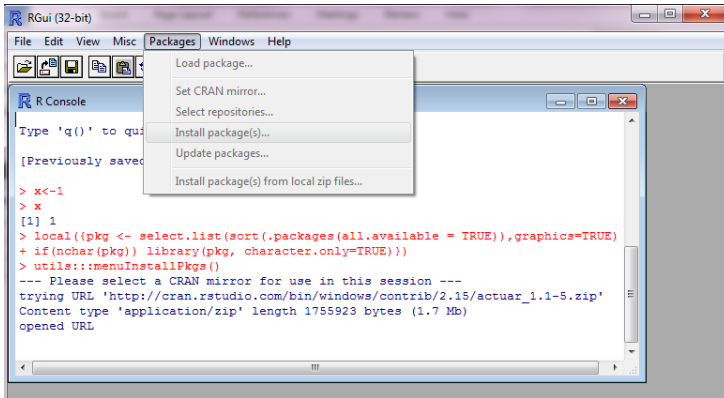 RGui (32-bit)
File Edit View Misc Packages Windows Help
Load package...
Set CRAN mirror...
Select repositories...
Install package(s)...
Update packages...
Install package(s) from local zip files...
R Console
Type 'q()' to qui
[Previously saved
> x<-1
> x
[1] 1
> local({pkg <- select.list(sort(.packages(all.available = TRUE)),graphics=TRUE)
+ if(nchar(pkg)) library(pkg, character.only=TRUE)})
> utils:::menuInstallPkgs()
--- Please select a CRAN mirror for use in this session ---
trying URL 'http://cran.rstudio.com/bin/windows/contrib/2.15/actuar_1.1-5.zip'
Content type 'application/zip' length 1755923 bytes (1.7 Mb)
opened URL